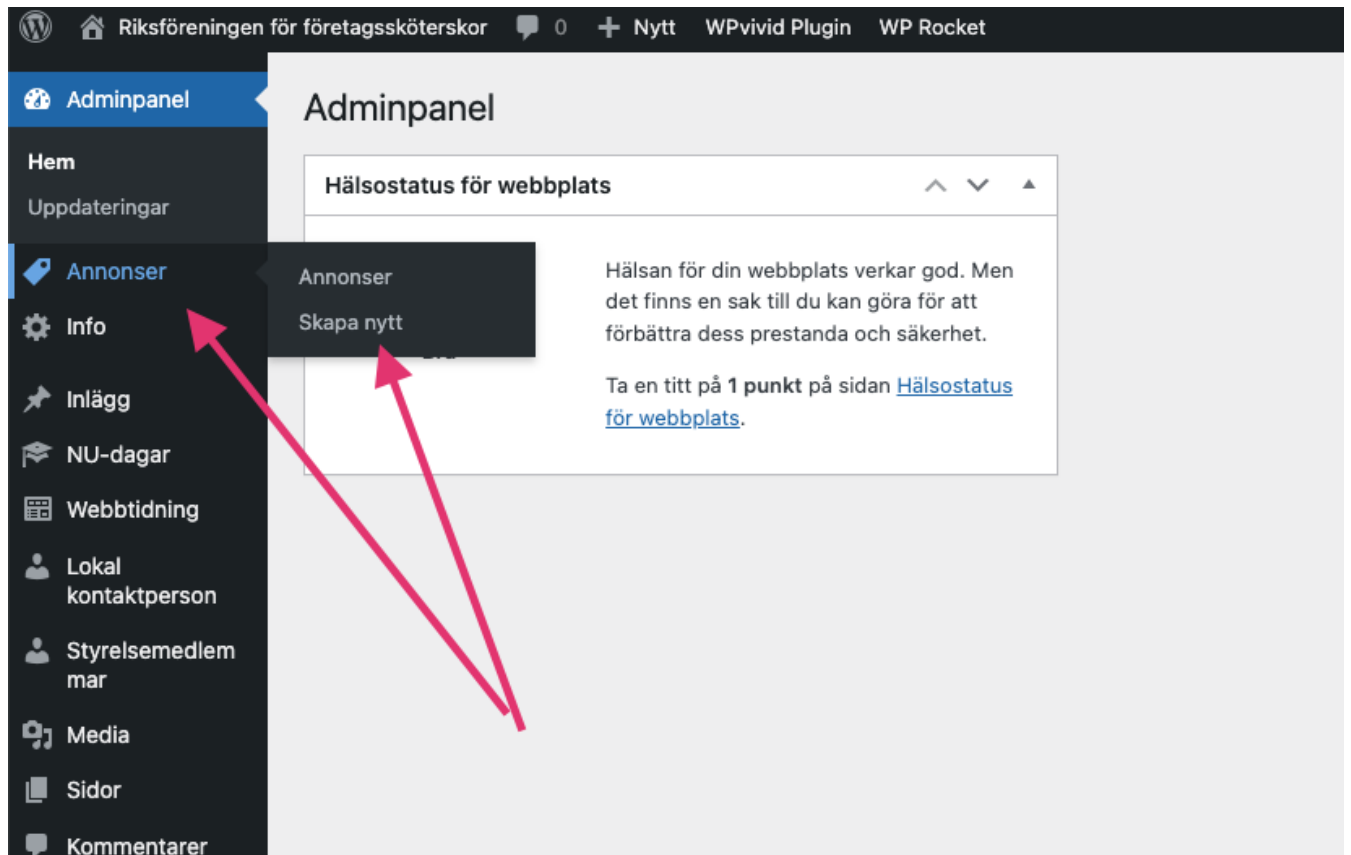 Riksföreningen för företagssköterskor 0 Nytt WPvivid Plugin WP Rocket
Adminpanel
Hem
Uppdateringar
Annonser
Annonser
Skapa nytt
Info
Inlägg
NU-dagar
Webbtidning
Lokal
kontaktperson
Styrelsemedlem
mar
Media
Sidor
Kommentarer
Adminpanel
Hälsostatus för webbplats
Hälsan för din webbplats verkar god. Men
det finns en sak till du kan göra för att
förbättra dess prestanda och säkerhet.
Ta en titt på 1 punkt på sidan Hälsostatus
för webbplats.